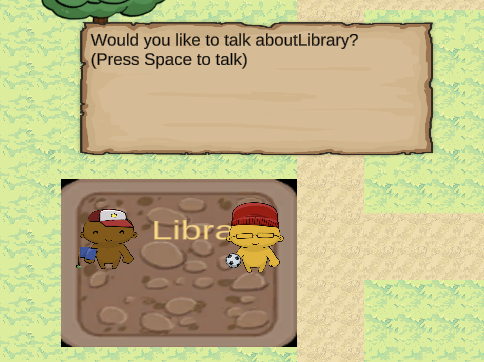 Would you like to talk aboutLibrary?
(Press Space to talk)
Libra